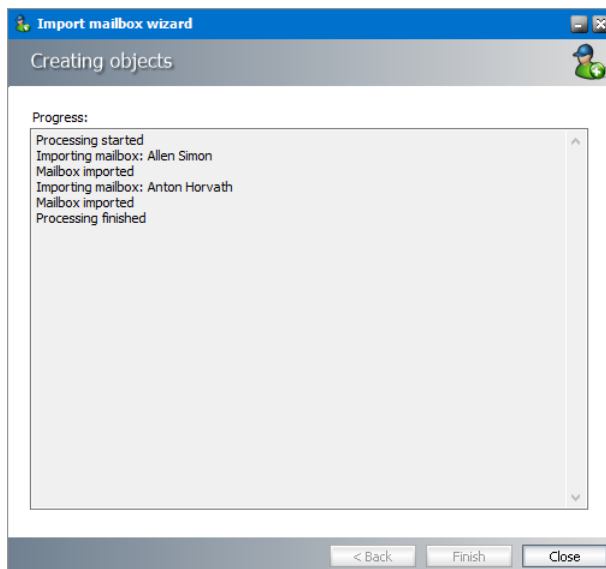 Import mailbox wizard
Creating objects
Progress:
Processing started
Importing mailbox: Allen Simon
Mailbox imported
Importing mailbox: Anton Horvath
Mailbox imported
Processing finished
< Back
Finish
Close